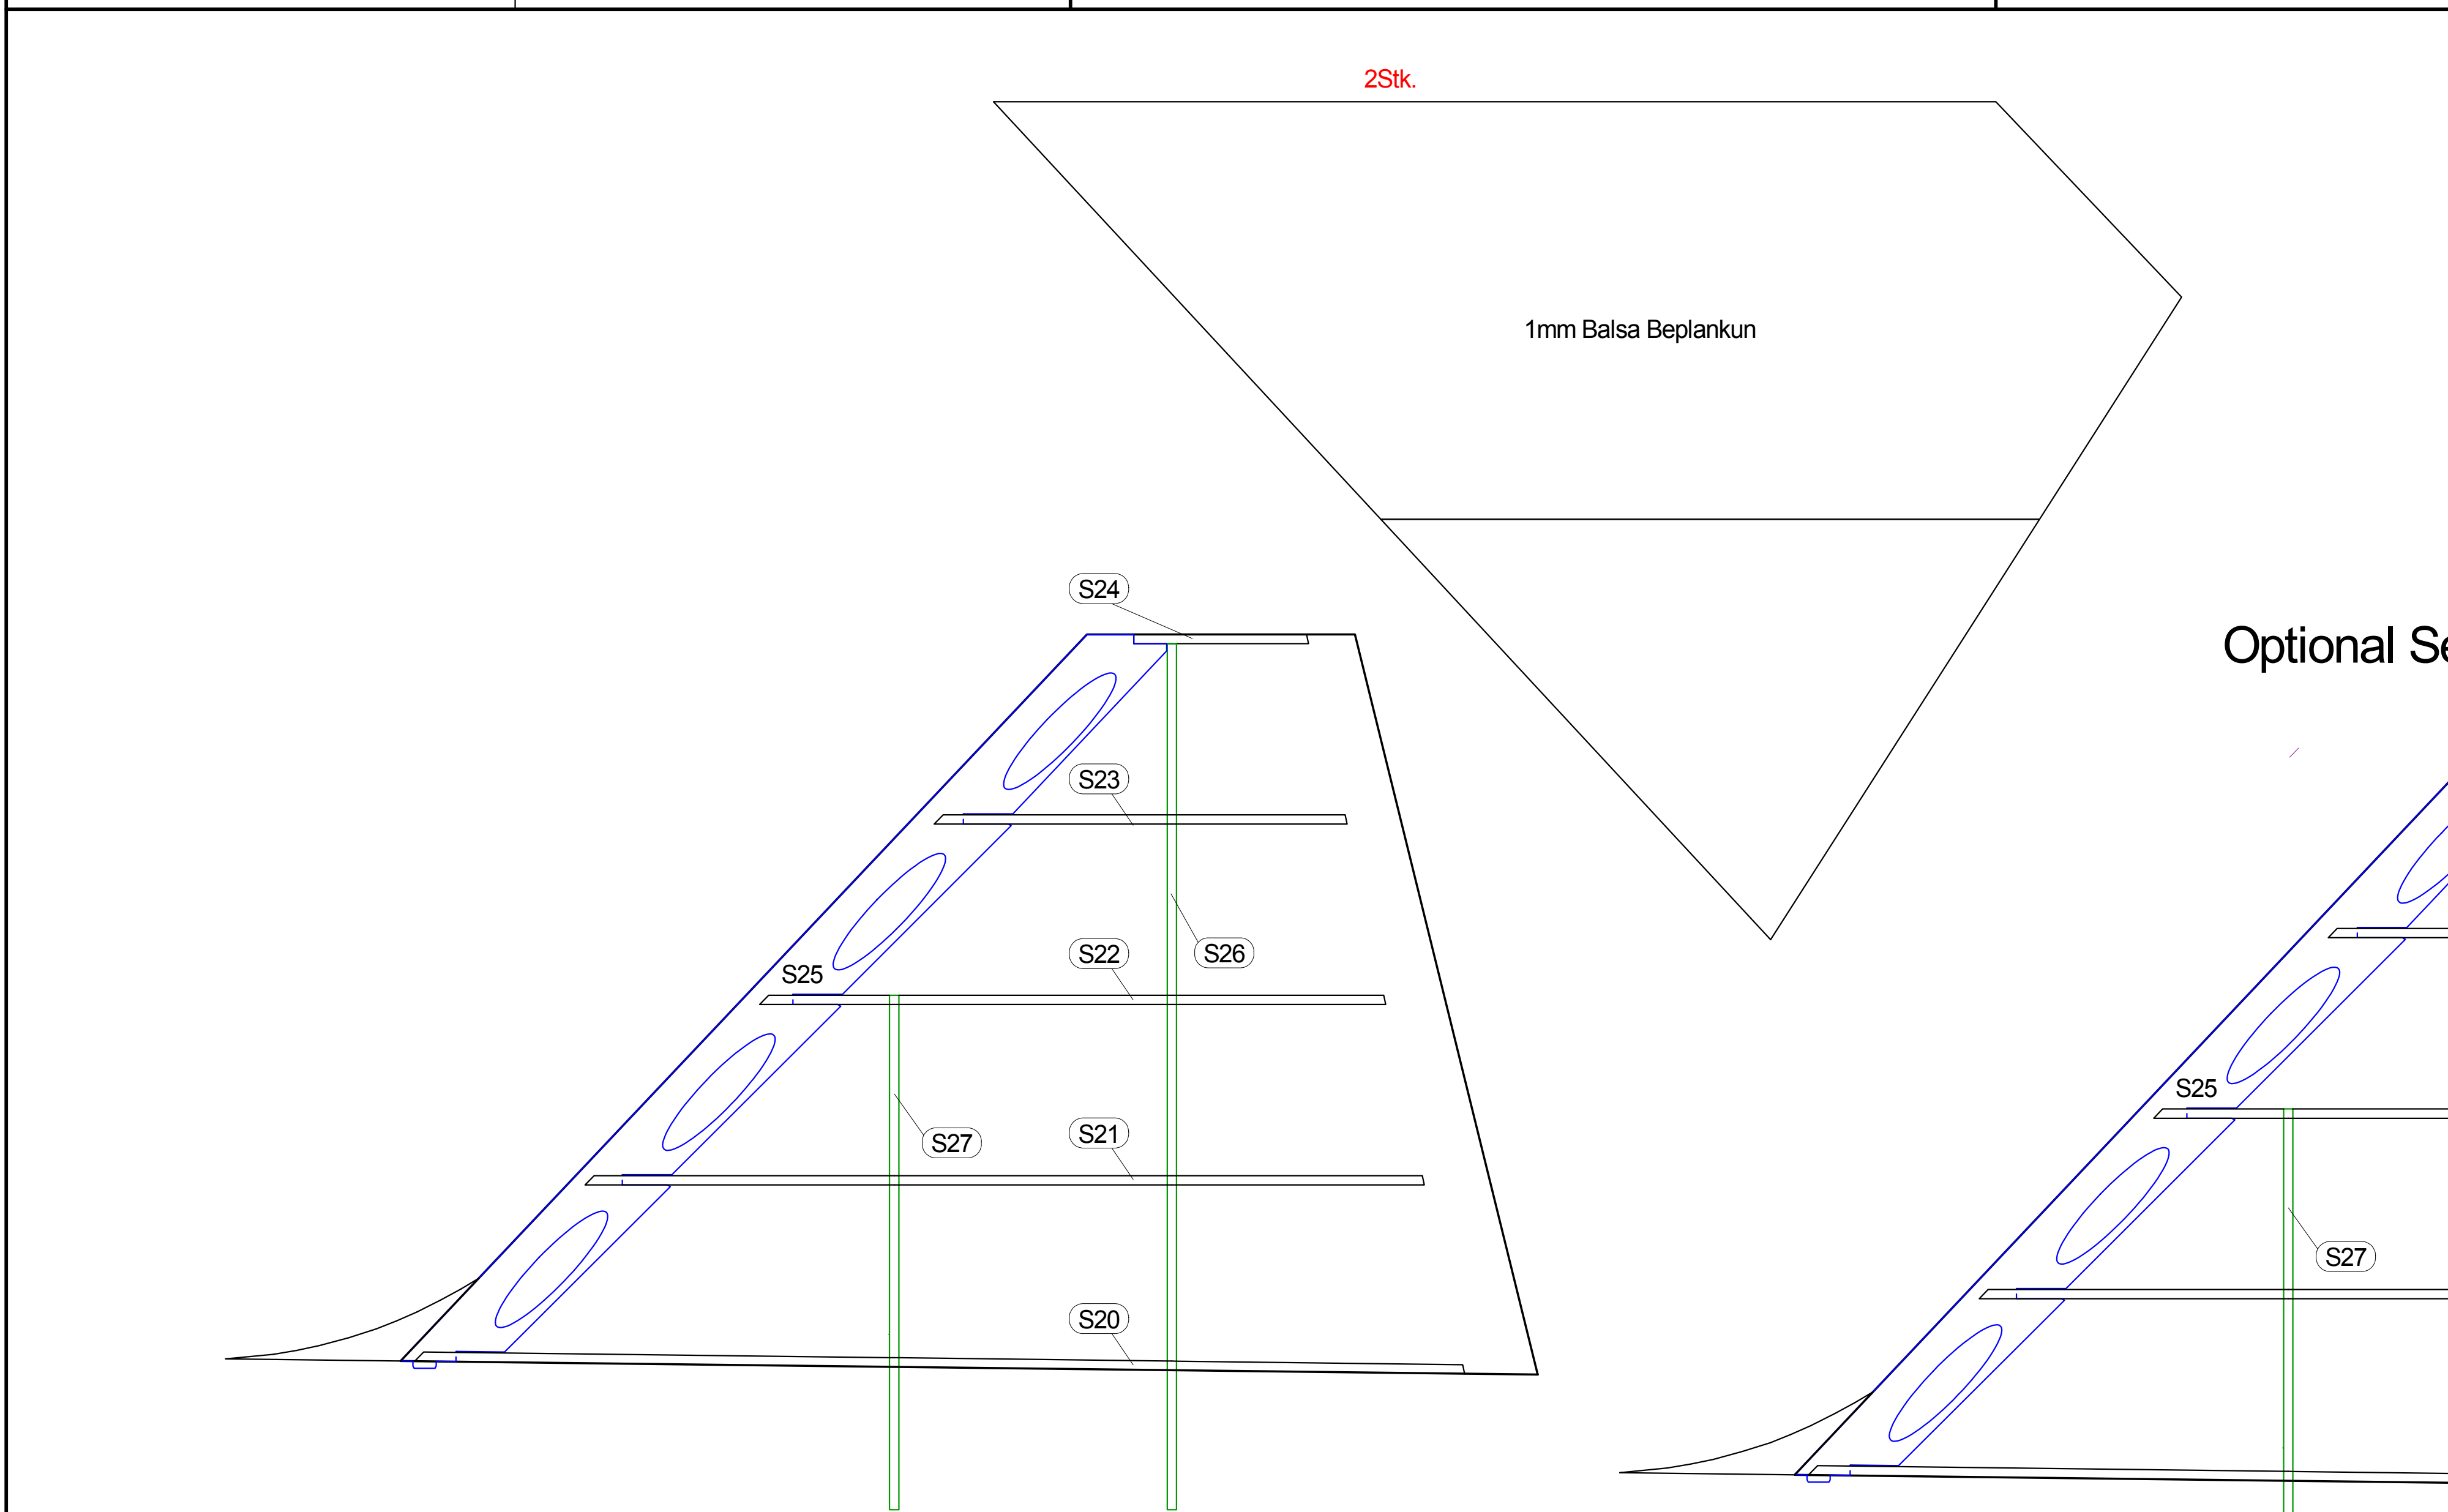 2Stk.
1mm Balsa Beplankun
S24
Optional Se
S23
S22
S26
S25
S25
S21
S27
S27
S20